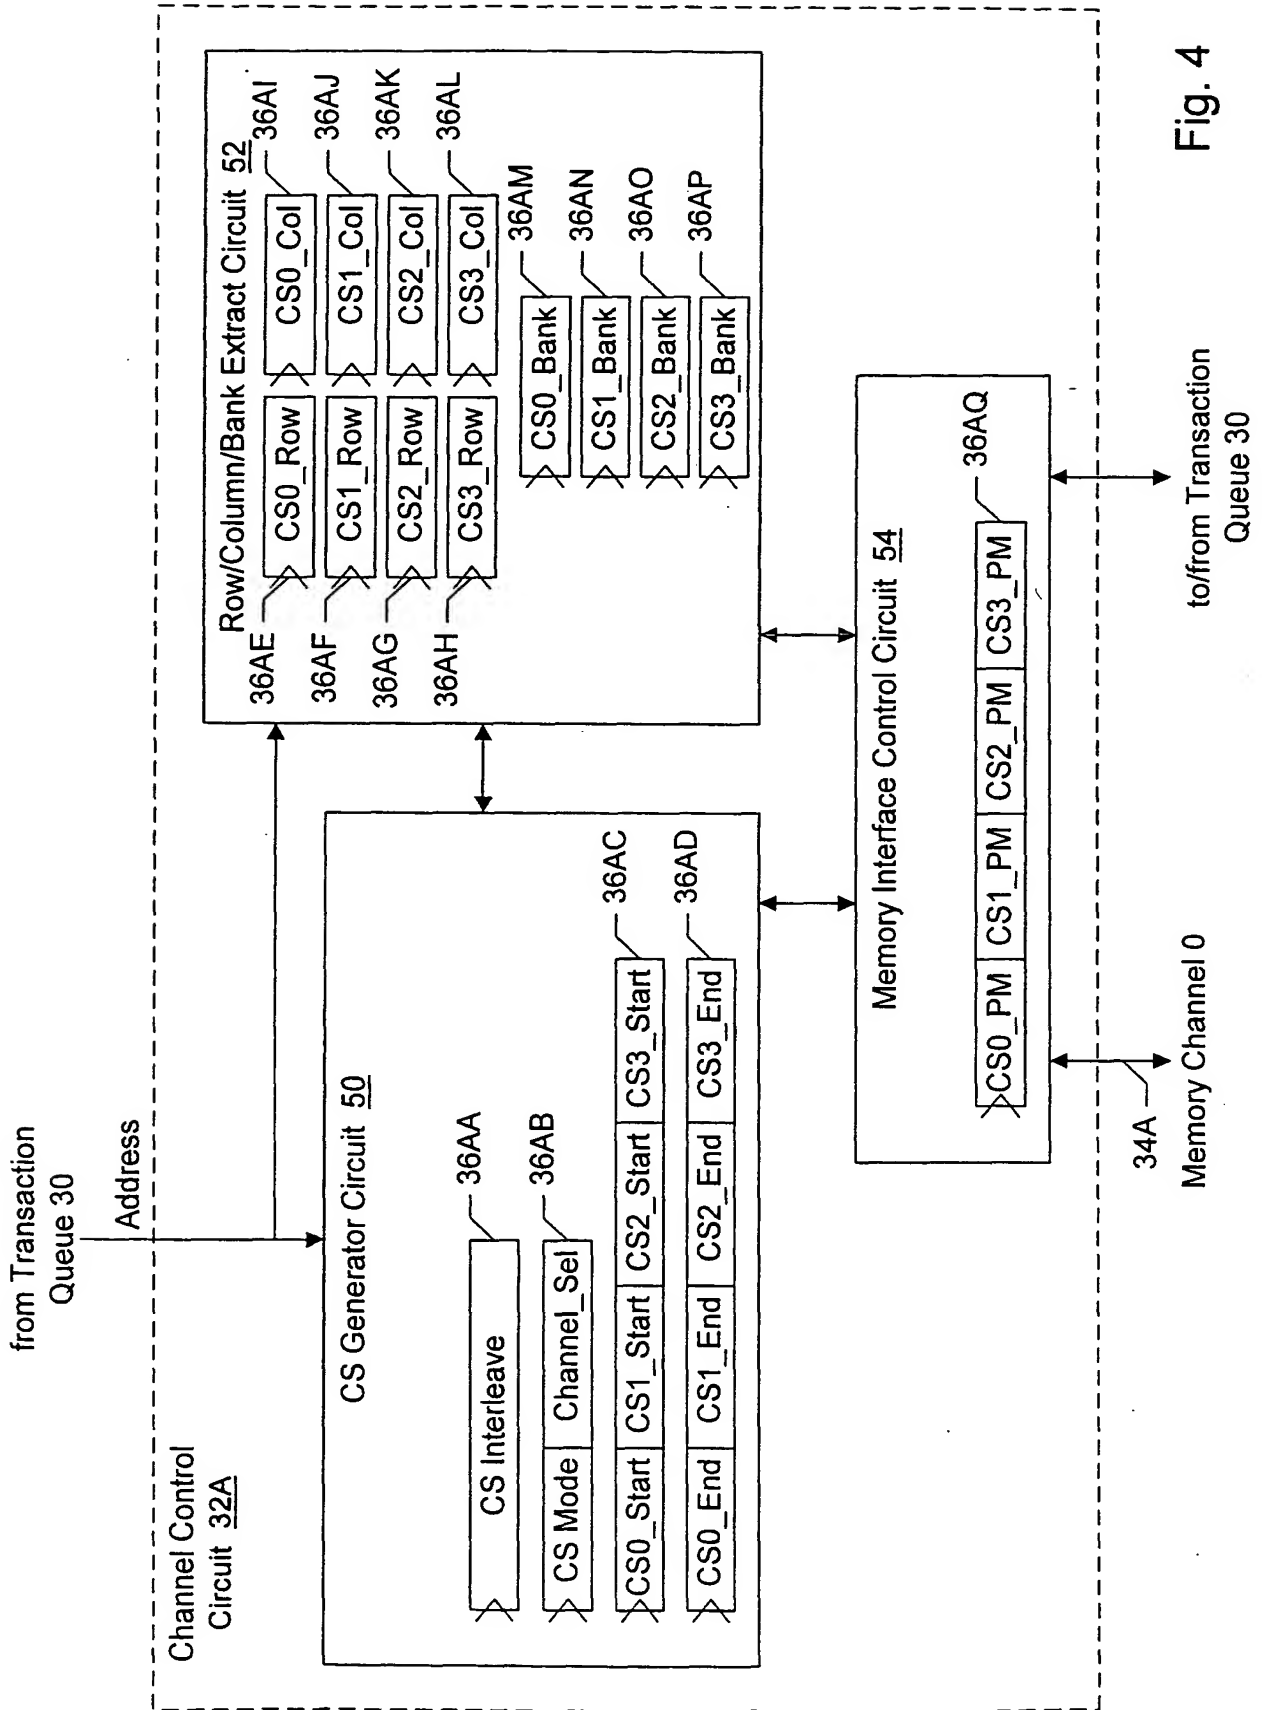 from Transaction
Queue 30
Address
Channel Control
Circuit 32A
CS Generator Circuit 50
CS Interleave
36AA
CS Mode
Channel_Sel
36AB
CS0_Start
CS1_Start
CS2_Start
CS3_Start
36AC
CS0_End
CS1_End
CS2_End
CS3_End
36AD
Row/Column/Bank Extract Circuit 52
36AE
CS0_Row
CS0_Col
36AI
36AF
CS1_Row
CS1_Col
36AJ
36AG
CS2_Row
CS2_Col
36AK
36AH
CS3_Row
CS3_Col
36AL
CS0_Bank
36AM
CS1_Bank
36AN
CS2_Bank
36AO
CS3_Bank
36AP
Memory Interface Control Circuit 54
CS0_PM
CS1_PM
CS2_PM
CS3_PM
36AQ
34A
Memory Channel 0
to/from Transaction
Queue 30
Fig. 4